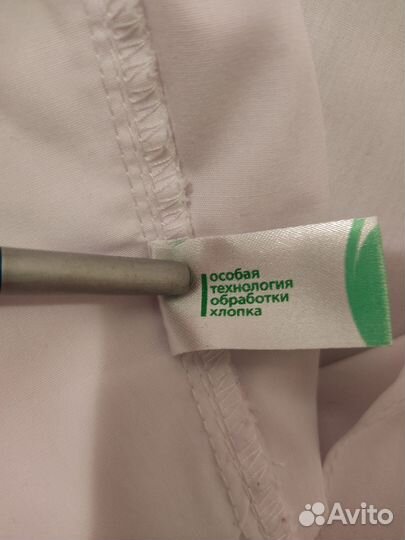 особая
технология
обработки
хлопка
Avito